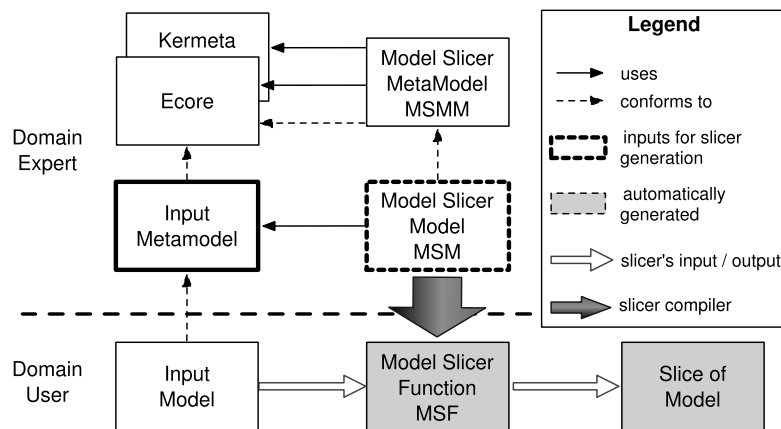 Kermeta
Ecore
Model Slicer
MetaModel
MSMM
Domain
Expert
Input
Metamodel
Model Slicer
Model
MSM
Domain
User
Input
Model
Model Slicer
Function
MSF
Slice of
Model
Legend
uses
conforms to
inputs for slicer
generation
automatically
generated
slicer's input / output
slicer compiler